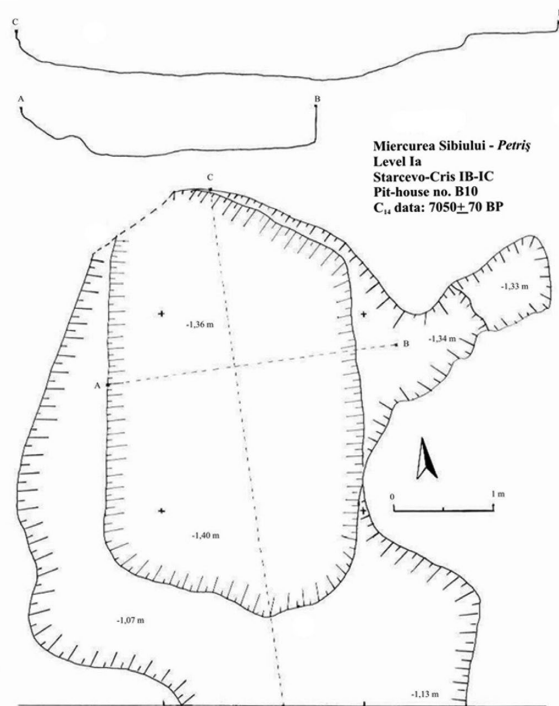 C
A B
Miercurea Sibiului - Petriş
Level Ia
Starcevo-Cris IB-IC
Pit-house no. B10
C14 data: 7050±70 BP
C
-1,33 m
-1,36 m
-1,34 m
B
A
0 1 m
-1,40 m
-1,07 m
-1,13 m